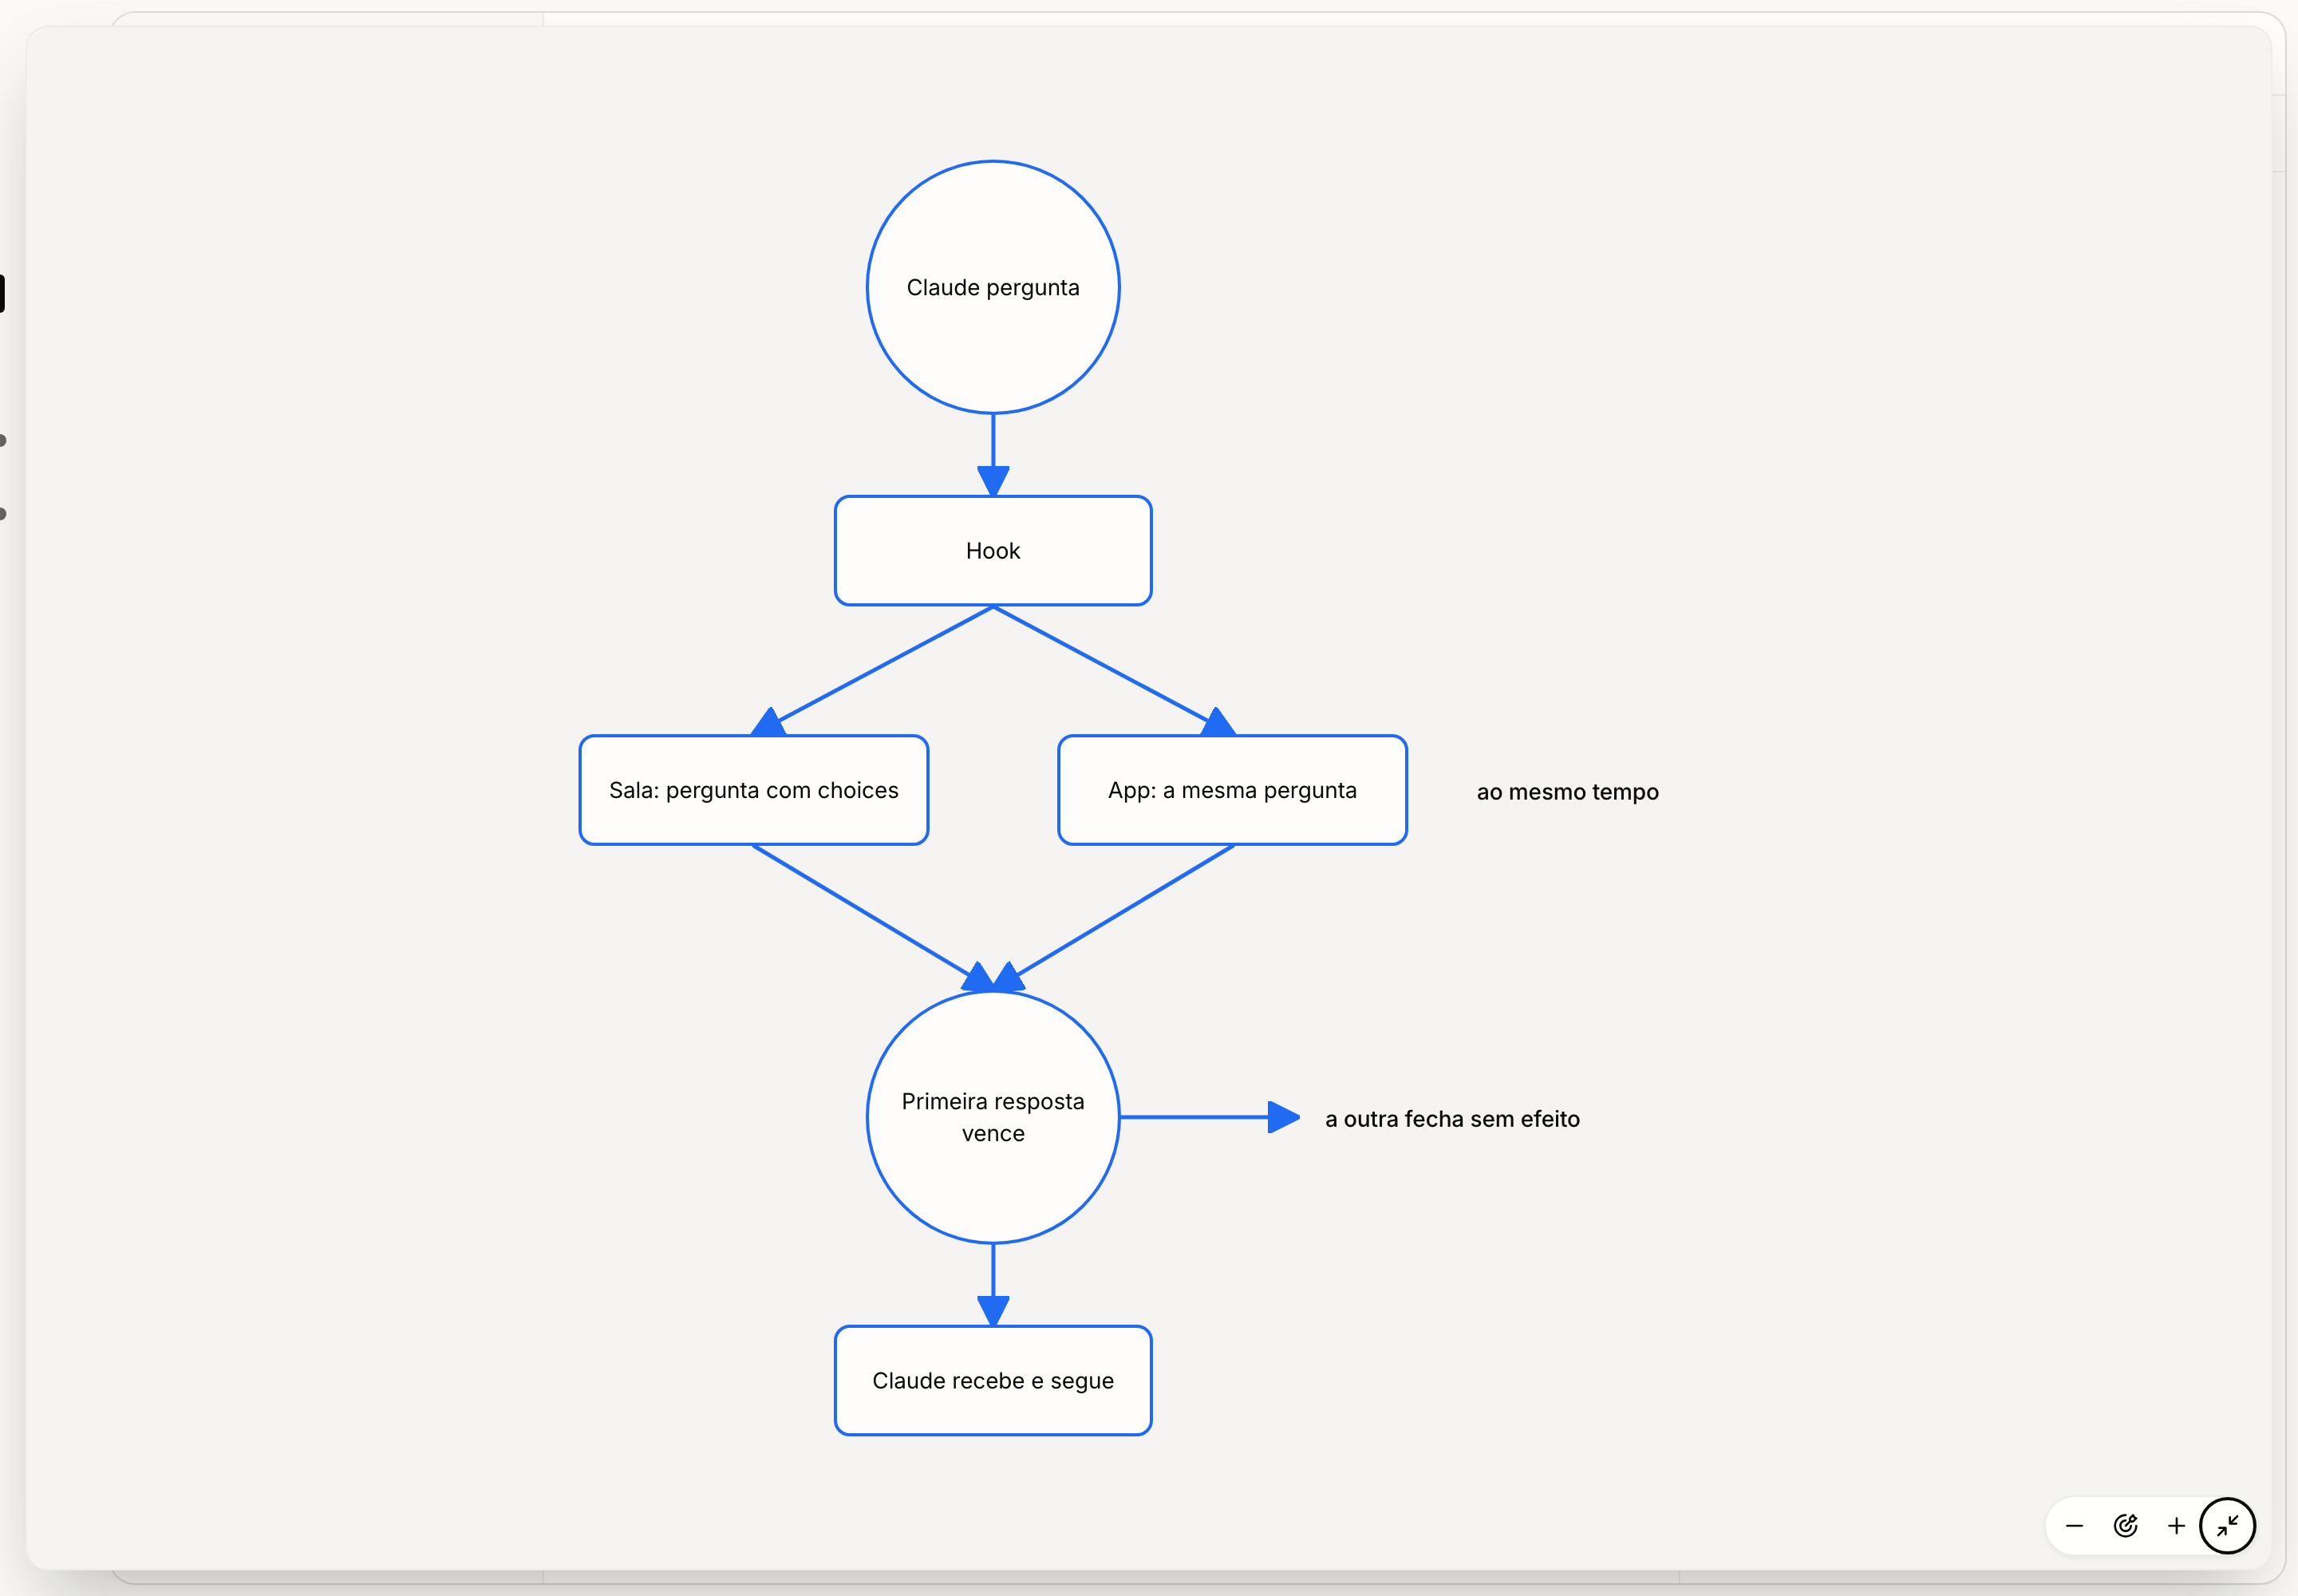 Claude pergunta
Hook
Sala: pergunta com choices
App: a mesma pergunta
ao mesmo tempo
Primeira resposta
vence
a outra fecha sem efeito
Claude recebe e segue